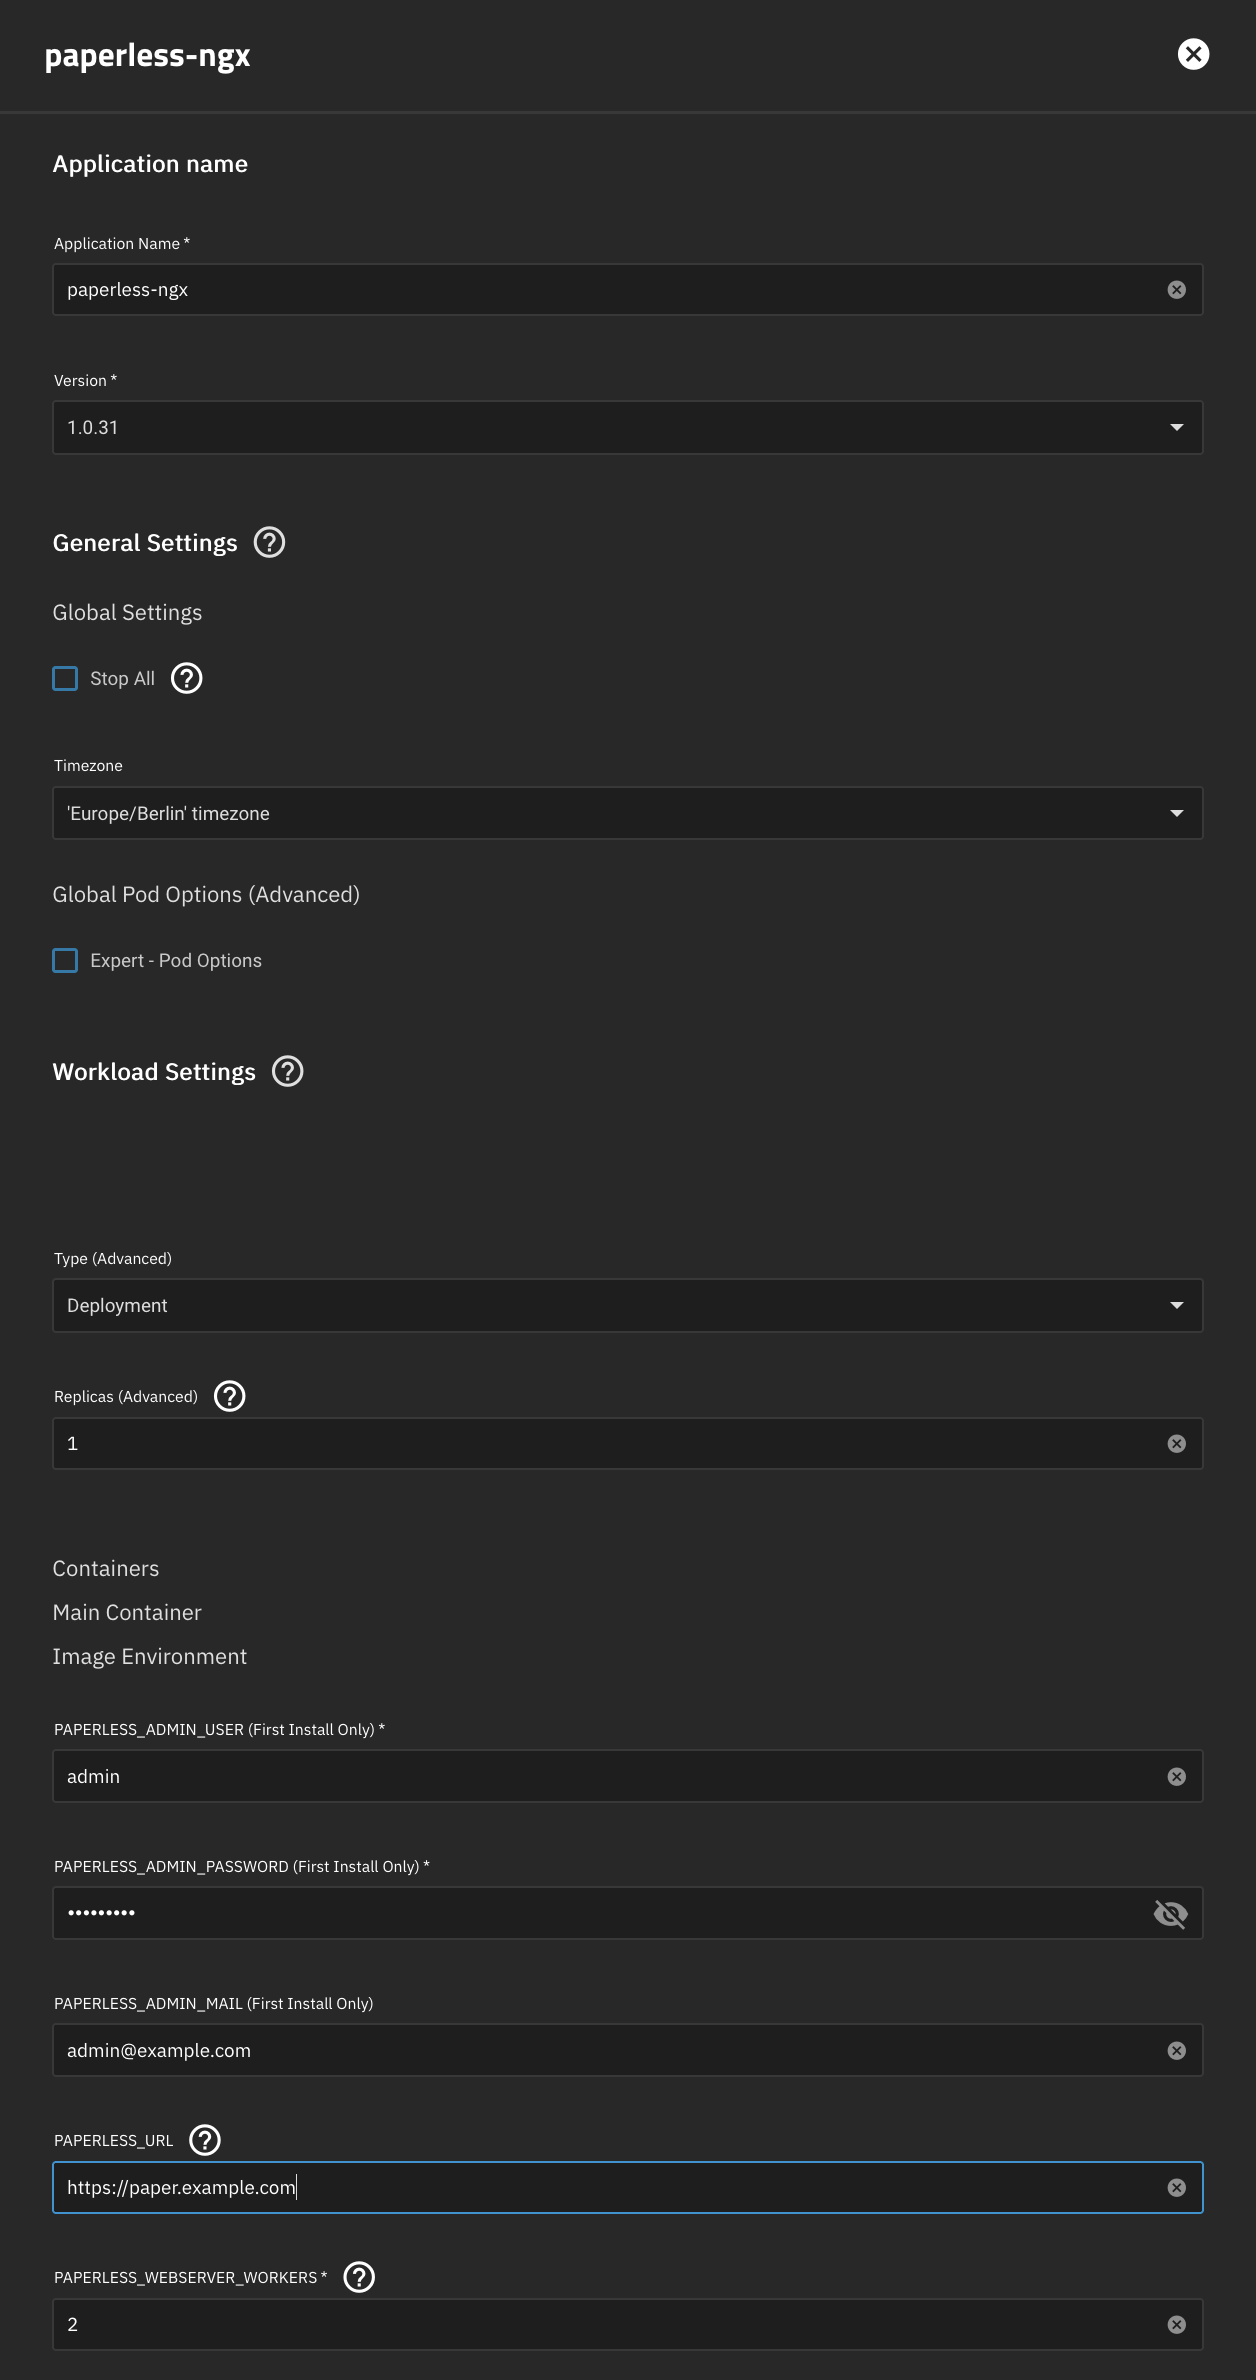 paperless-ngx
Application name
Application Name *
paperless-ngx
Version *
1.0.31
General Settings
Global Settings
Stop All
Timezone
'Europe/Berlin' timezone
Global Pod Options (Advanced)
Expert - Pod Options
Workload Settings
Type (Advanced)
Deployment
Replicas (Advanced)
1
Containers
Main Container
Image Environment
PAPERLESS_ADMIN_USER (First Install Only) *
admin
PAPERLESS_ADMIN_PASSWORD (First Install Only) *
•••••••••
PAPERLESS_ADMIN_MAIL (First Install Only)
admin@example.com
PAPERLESS_URL
https://paper.example.com
PAPERLESS_WEBSERVER_WORKERS *
2